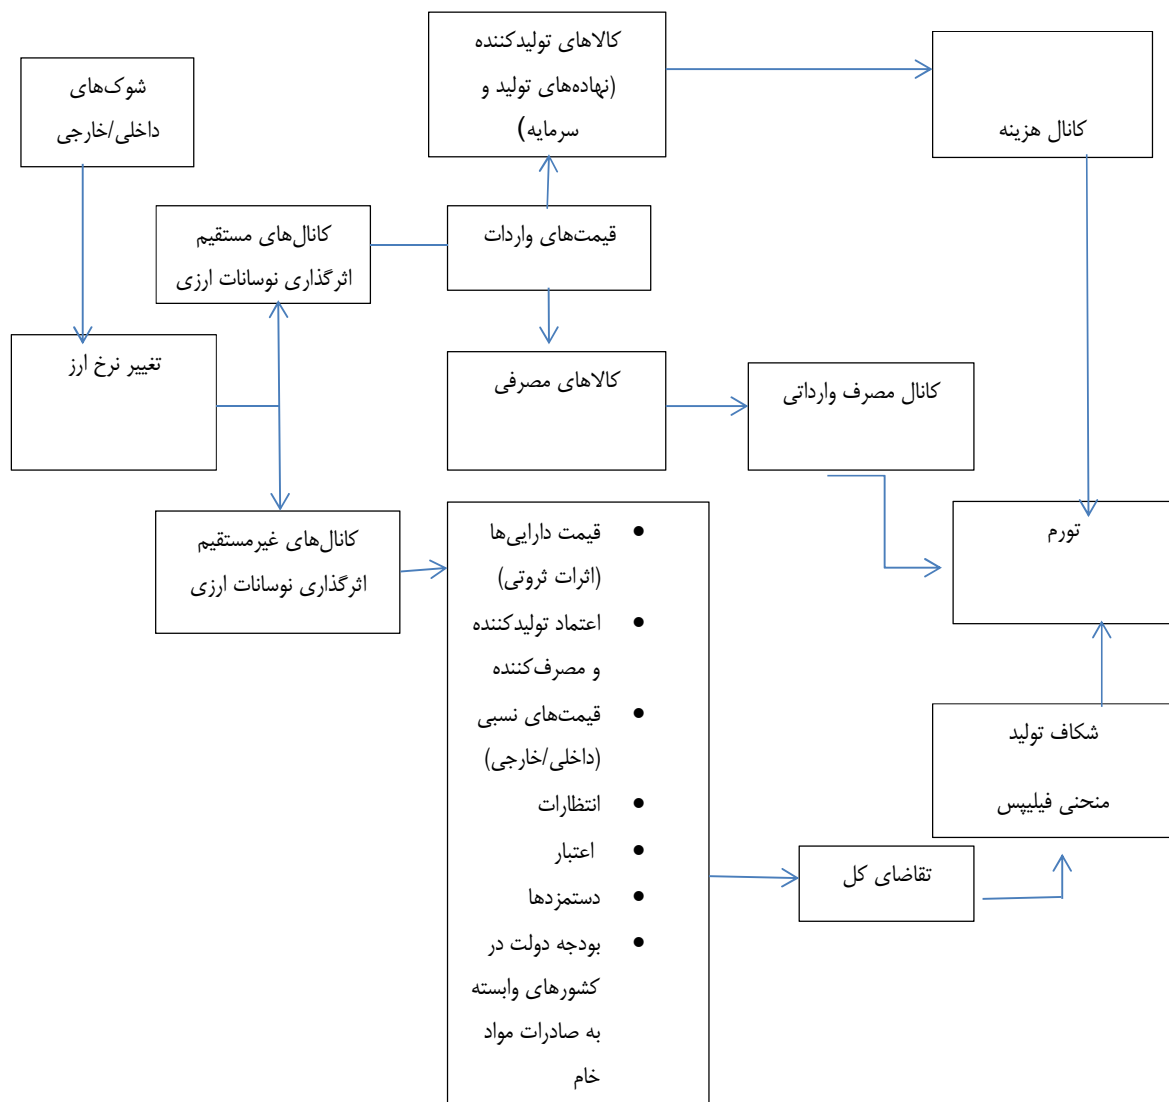 شوک‌های
داخلی/خارجی
تغییر نرخ ارز
کانال‌های مستقیم
اثرگذاری نوسانات ارزی
کانال‌های غیرمستقیم
اثرگذاری نوسانات ارزی
کالاهای تولیدکننده
(نهاده‌های تولید و
سرمایه)
قیمت‌های واردات
کالاهای مصرفی
کانال هزینه
کانال مصرف وارداتی
• قیمت دارایی‌ها
(اثرات ثروتی)
• اعتماد تولیدکننده
و مصرف‌کننده
• قیمت‌های نسبی
(داخلی/خارجی)
• انتظارات
• اعتبار
• دستمزدها
• بودجه دولت در
کشورهای وابسته
به صادرات مواد
خام
تقاضای کل
شکاف تولید
منحنی فیلیپس
تورم